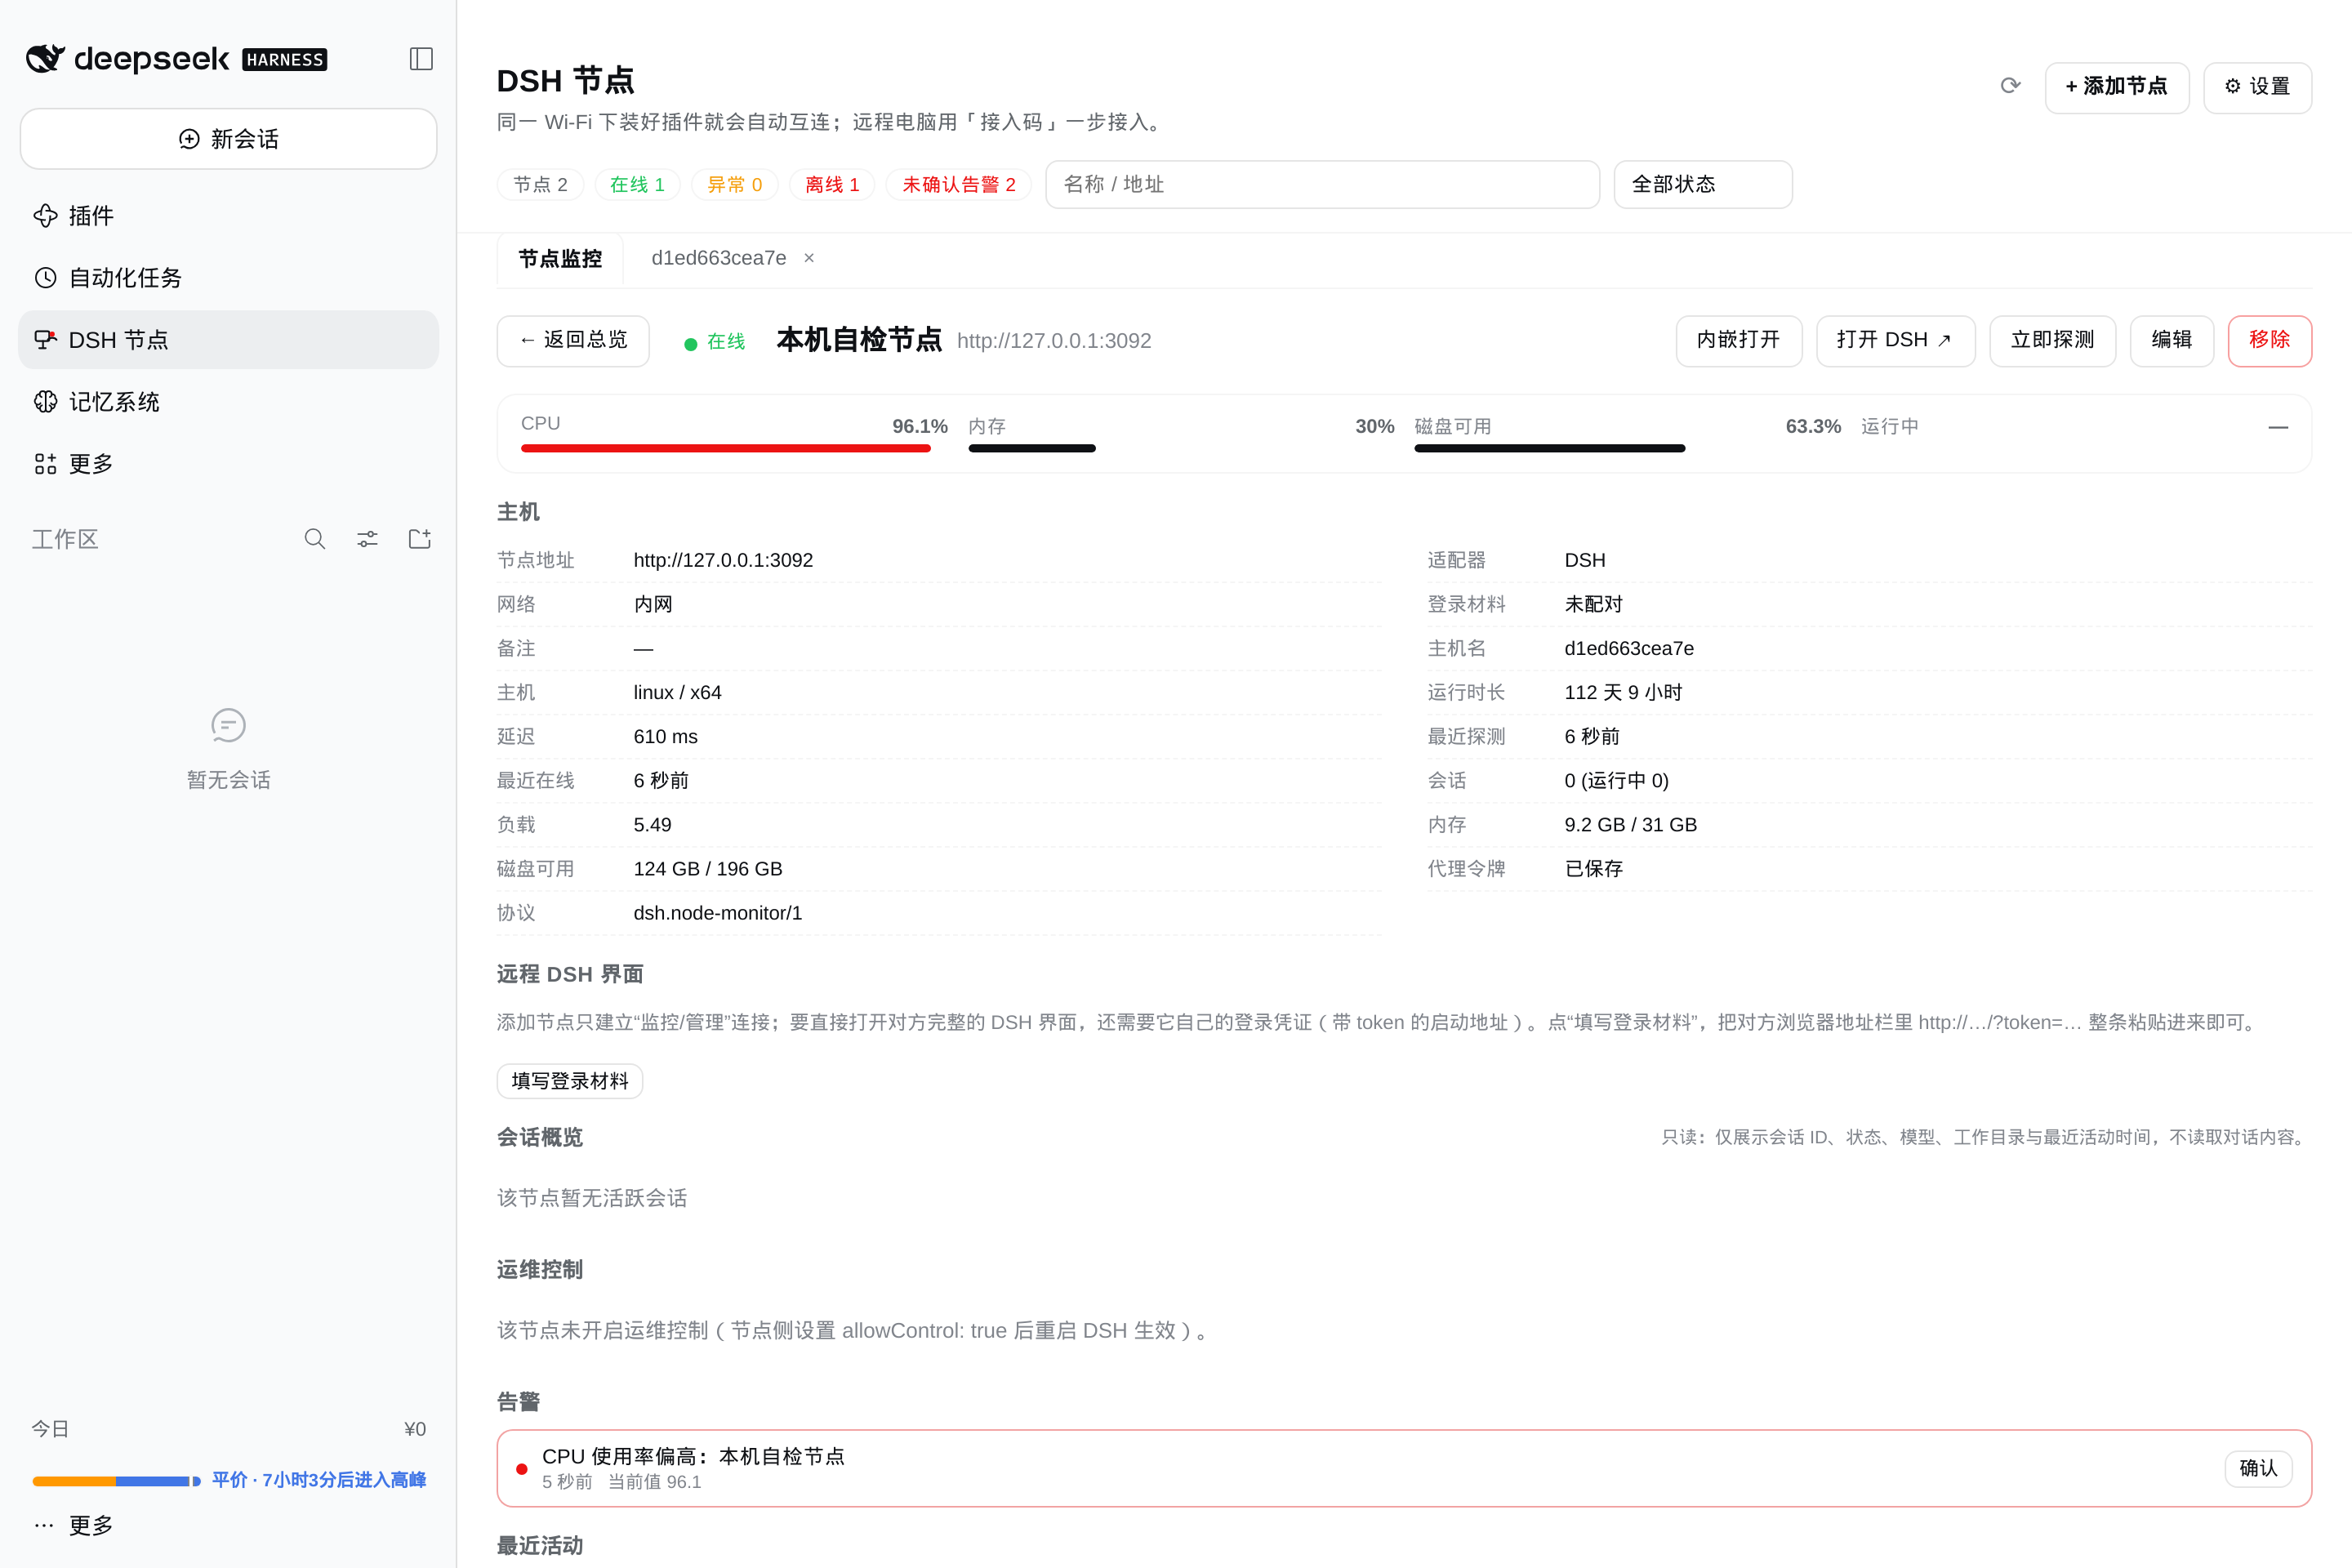 deepseek HARNESS
新会话
插件
自动化任务
DSH 节点
记忆系统
更多
工作区
暂无会话
今日 ¥0
平价 · 7小时3分后进入高峰
更多
DSH 节点
同一 Wi-Fi 下装好插件就会自动互连；远程电脑用「接入码」一步接入。
+ 添加节点
设置
节点 2
在线 1
异常 0
离线 1
未确认告警 2
名称 / 地址
全部状态
节点监控
d1ed663cea7e ×
← 返回总览
在线
本机自检节点 http://127.0.0.1:3092
内嵌打开
打开 DSH ↗
立即探测
编辑
移除
CPU 96.1%
内存 30%
磁盘可用 63.3%
运行中 —
主机
节点地址 http://127.0.0.1:3092
适配器 DSH
网络 内网
登录材料 未配对
备注 —
主机名 d1ed663cea7e
主机 linux / x64
运行时长 112 天 9 小时
延迟 610 ms
最近探测 6 秒前
最近在线 6 秒前
会话 0 (运行中 0)
负载 5.49
内存 9.2 GB / 31 GB
磁盘可用 124 GB / 196 GB
代理令牌 已保存
协议 dsh.node-monitor/1
远程 DSH 界面
添加节点只建立“监控/管理”连接；要直接打开对方完整的 DSH 界面，还需要它自己的登录凭证（带 token 的启动地址）。点“填写登录材料”，把对方浏览器地址栏里 http://…/?token=… 整条粘贴进来即可。
填写登录材料
会话概览
只读：仅展示会话 ID、状态、模型、工作目录与最近活动时间，不读取对话内容。
该节点暂无活跃会话
运维控制
该节点未开启运维控制（节点侧设置 allowControl: true 后重启 DSH 生效）。
告警
CPU 使用率偏高：本机自检节点
5 秒前 当前值 96.1
确认
最近活动